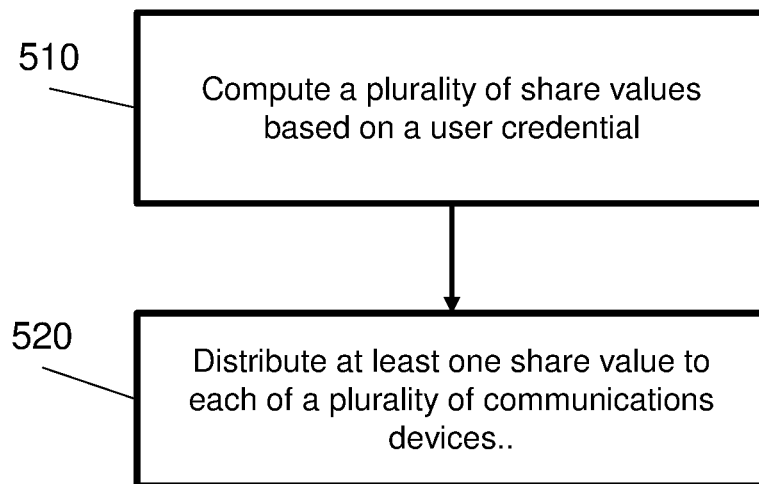 510
Compute a plurality of share values
based on a user credential
520
Distribute at least one share value to
each of a plurality of communications
devices..